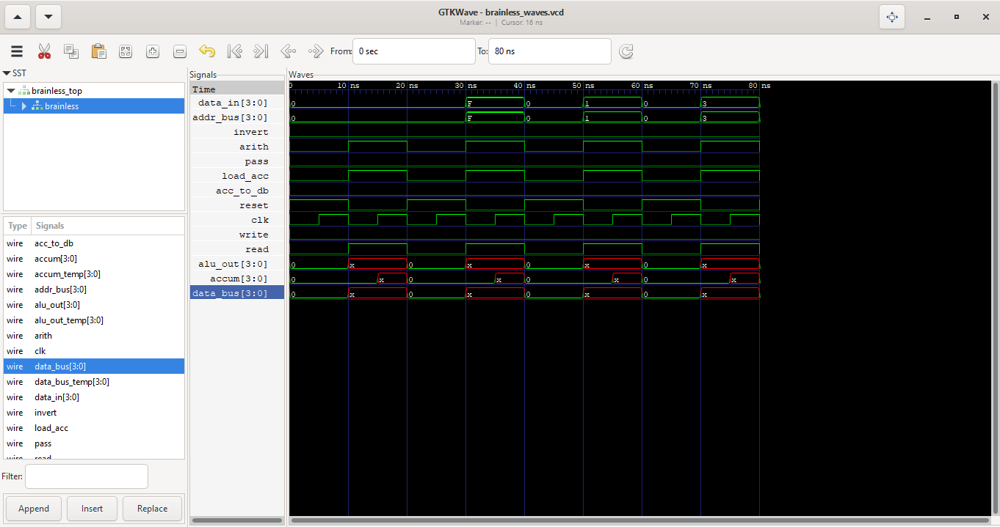 GTKWave - brainless_waves.vcd
Marker: -- | Cursor: 16 ns
From: 0 sec To: 80 ns
SST
brainless_top
brainless
Type Signals
wire acc_to_db
wire accum[3:0]
wire accum_temp[3:0]
wire addr_bus[3:0]
wire alu_out[3:0]
wire alu_out_temp[3:0]
wire arith
wire clk
wire data_bus[3:0]
wire data_bus_temp[3:0]
wire data_in[3:0]
wire invert
wire load_acc
wire pass
wire read
Filter:
Append Insert Replace
Signals
Time
data_in[3:0]
addr_bus[3:0]
invert
arith
pass
load_acc
acc_to_db
reset
clk
write
read
alu_out[3:0]
accum[3:0]
data_bus[3:0]
Waves
0 10 ns 20 ns 30 ns 40 ns 50 ns 60 ns 70 ns 80 ns
0 F 0 1 0 3
0 F 0 1 0 3
0 x 0 x 0 x 0 x
0 x 0 x 0 x 0 x
0 x 0 x 0 x 0 x